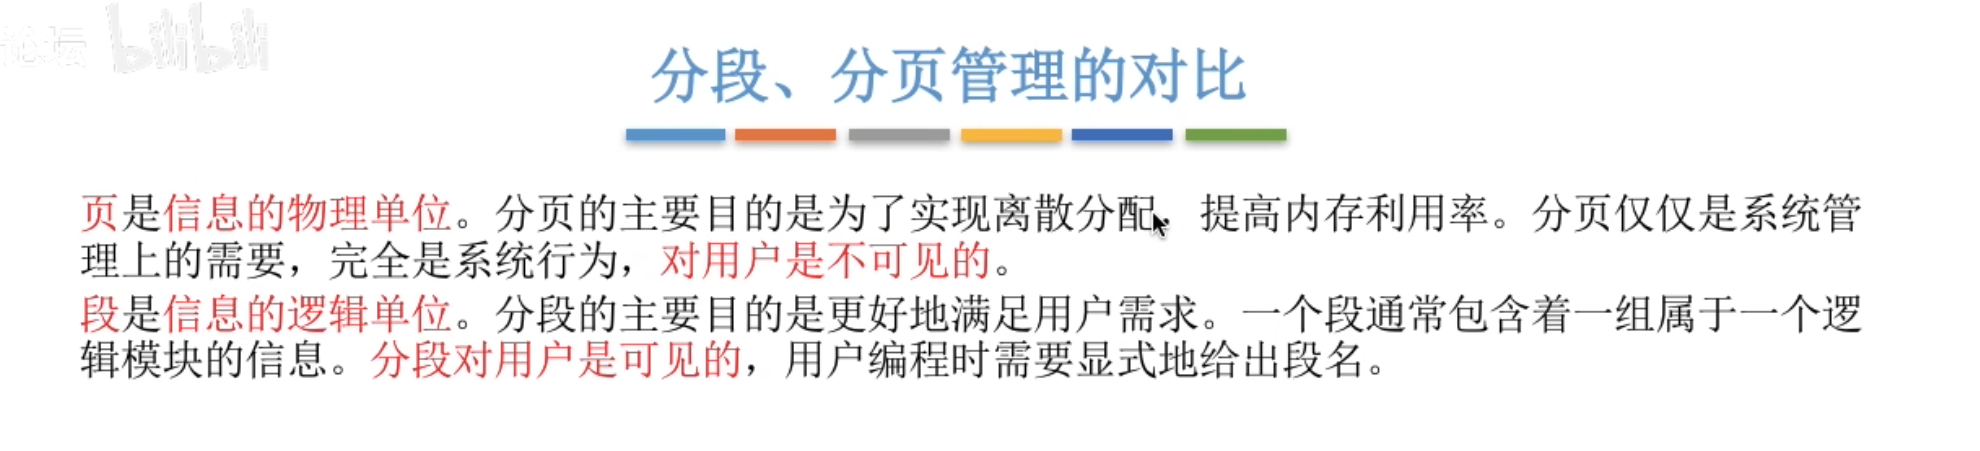 论坛 bilibili
分段、分页管理的对比
页是信息的物理单位。分页的主要目的是为了实现离散分配，提高内存利用率。分页仅仅是系统管
理上的需要，完全是系统行为，对用户是不可见的。
段是信息的逻辑单位。分段的主要目的是更好地满足用户需求。一个段通常包含着一组属于一个逻
辑模块的信息。分段对用户是可见的，用户编程时需要显式地给出段名。